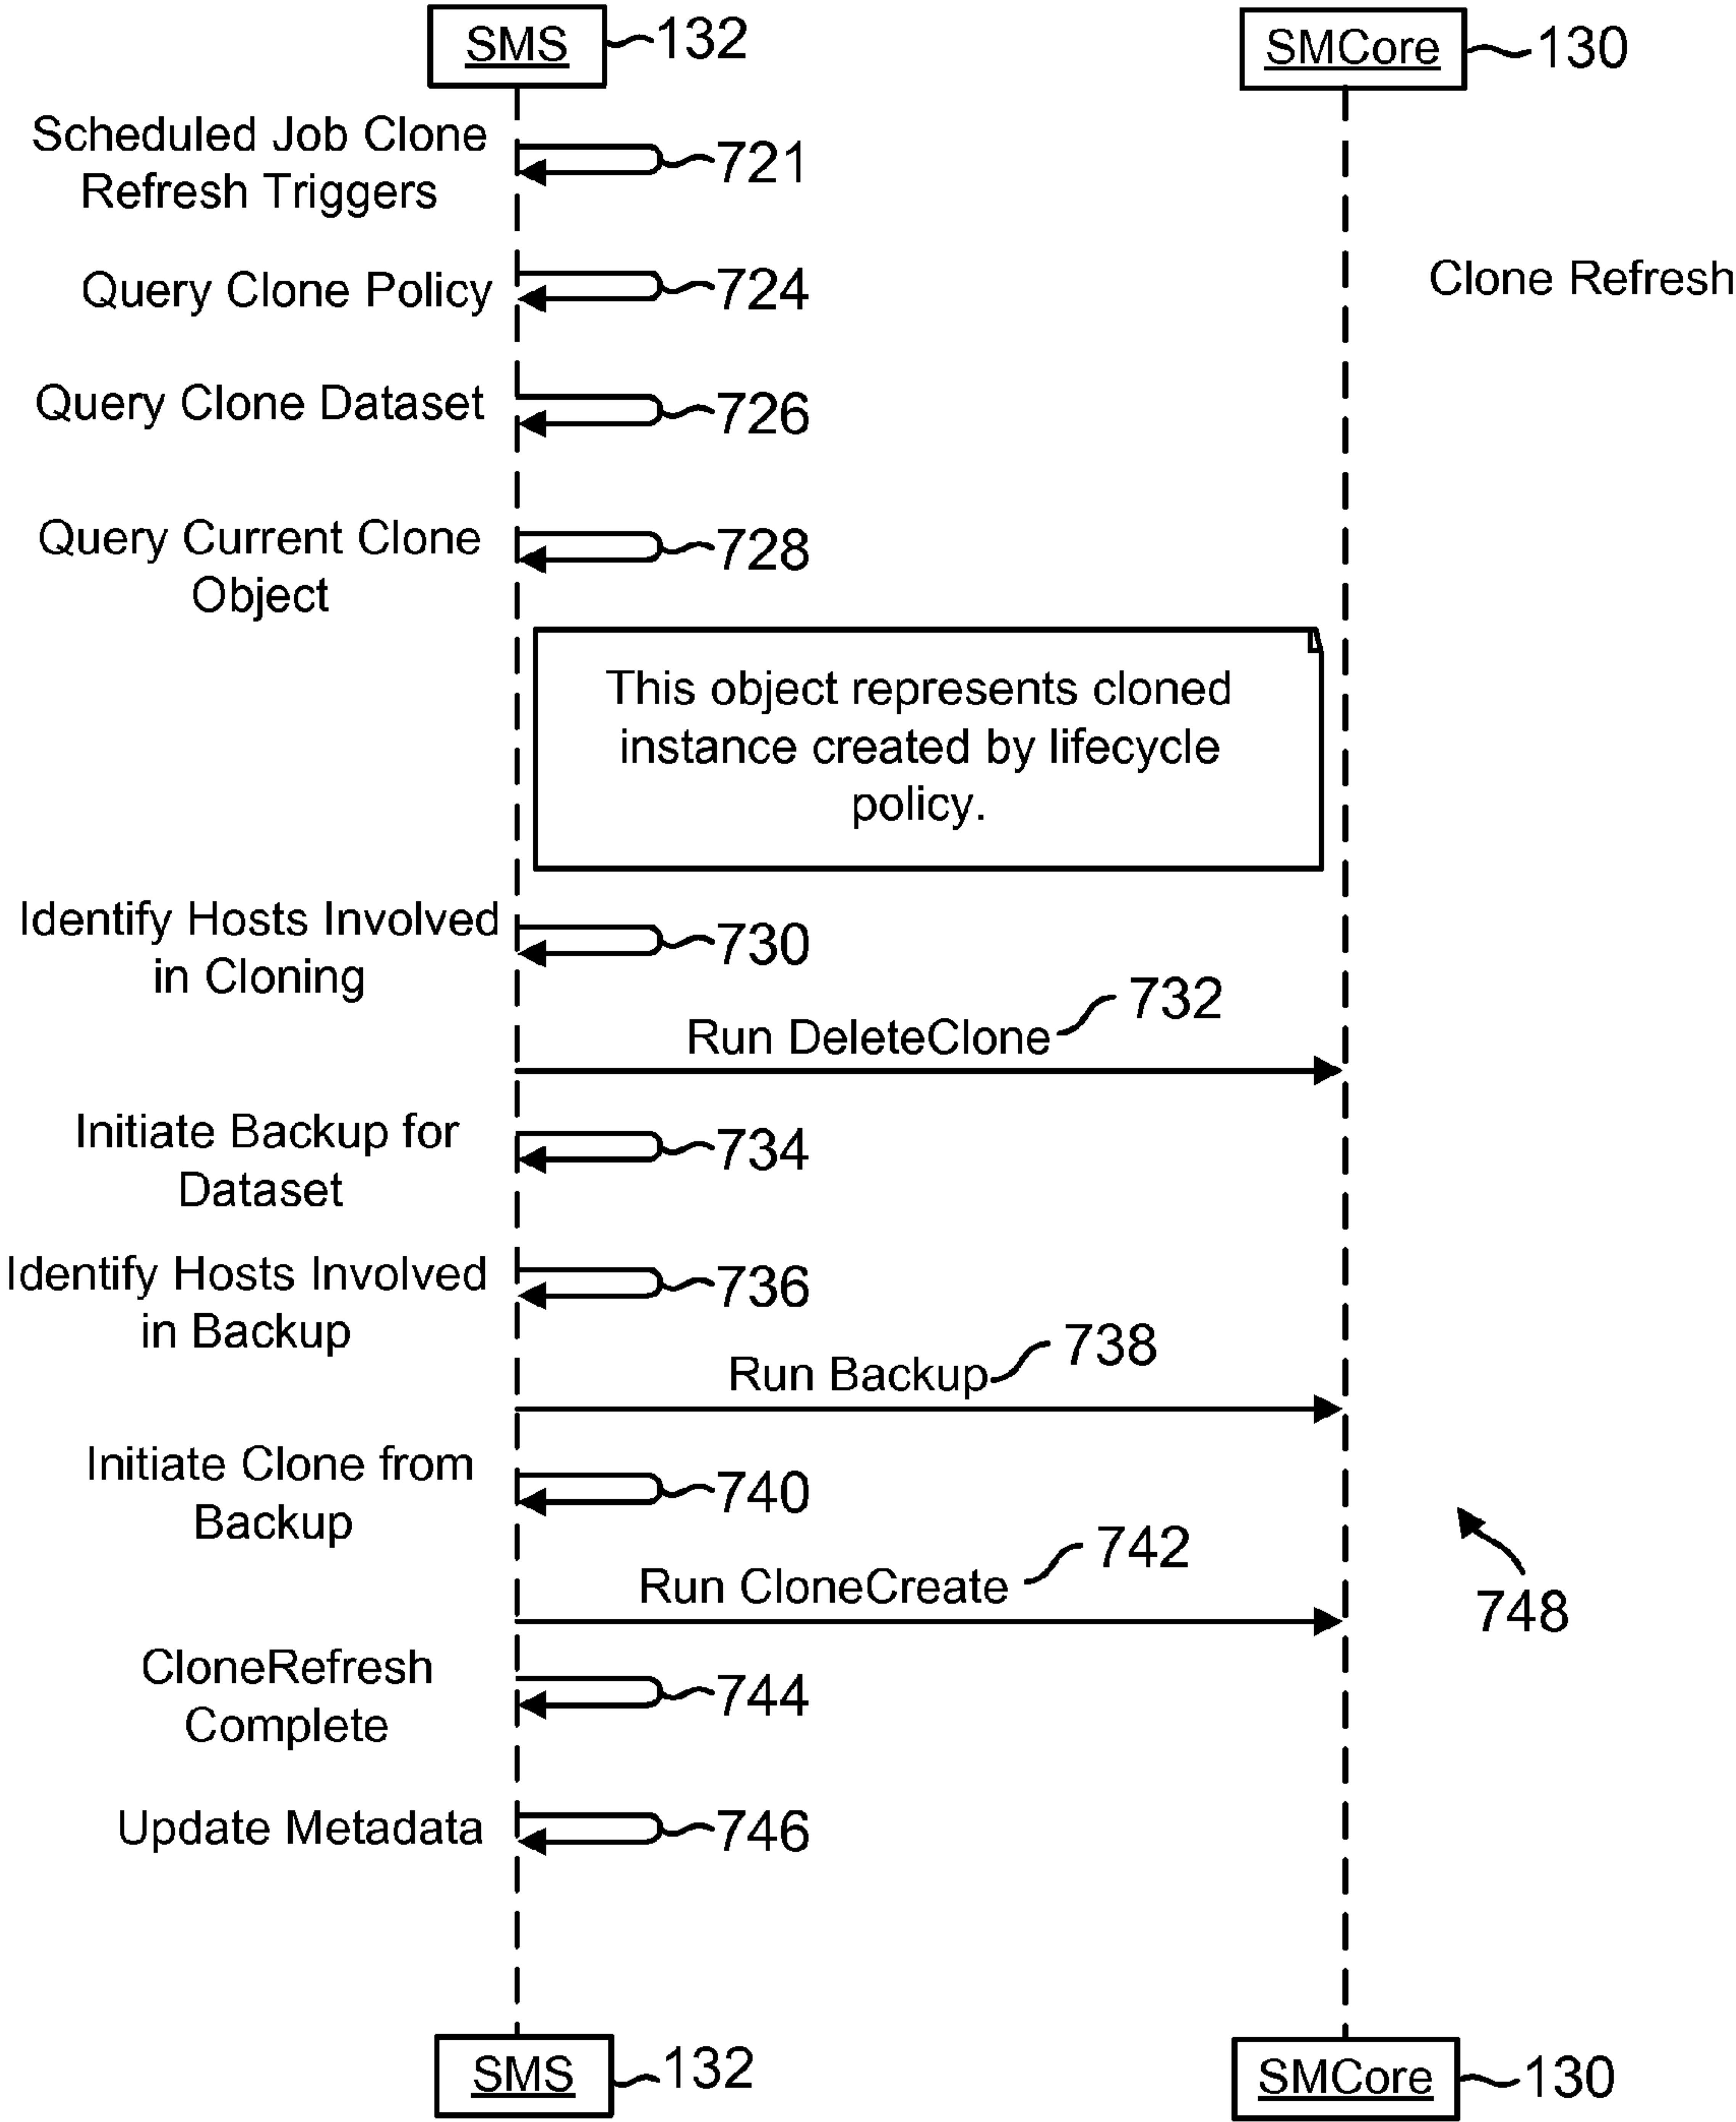 SMS 132
SMCore 130
Scheduled Job Clone
Refresh Triggers
721
Clone Refresh
Query Clone Policy 724
Query Clone Dataset 726
Query Current Clone
Object
728
This object represents cloned
instance created by lifecycle
policy.
Identify Hosts Involved
in Cloning
730
Run DeleteClone 732
Initiate Backup for
Dataset
734
Identify Hosts Involved
in Backup
736
Run Backup 738
Initiate Clone from
Backup
740
Run CloneCreate 742
748
CloneRefresh
Complete
744
Update Metadata 746
SMS 132
SMCore 130